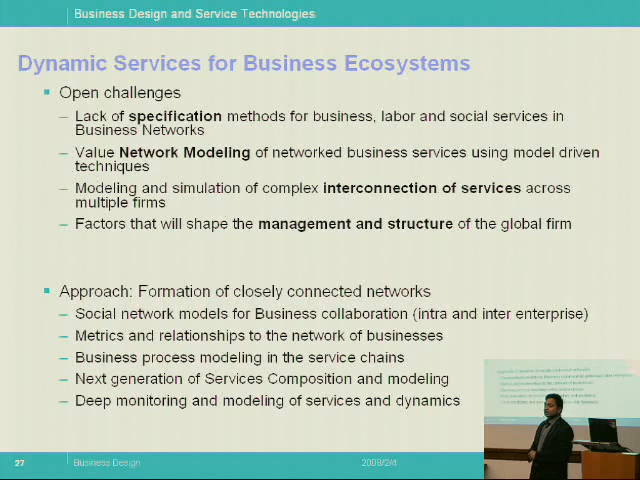 Business Design and Service Technologies
Dynamic Services for Business Ecosystems
Open challenges
– Lack of specification methods for business, labor and social services in
Business Networks
– Value Network Modeling of networked business services using model driven
techniques
– Modeling and simulation of complex interconnection of services across
multiple firms
– Factors that will shape the management and structure of the global firm
Approach: Formation of closely connected networks
– Social network models for Business collaboration (intra and inter enterprise)
– Metrics and relationships to the network of businesses
– Business process modeling in the service chains
– Next generation of Services Composition and modeling
– Deep monitoring and modeling of services and dynamics
27 Business Design 2008/2/4